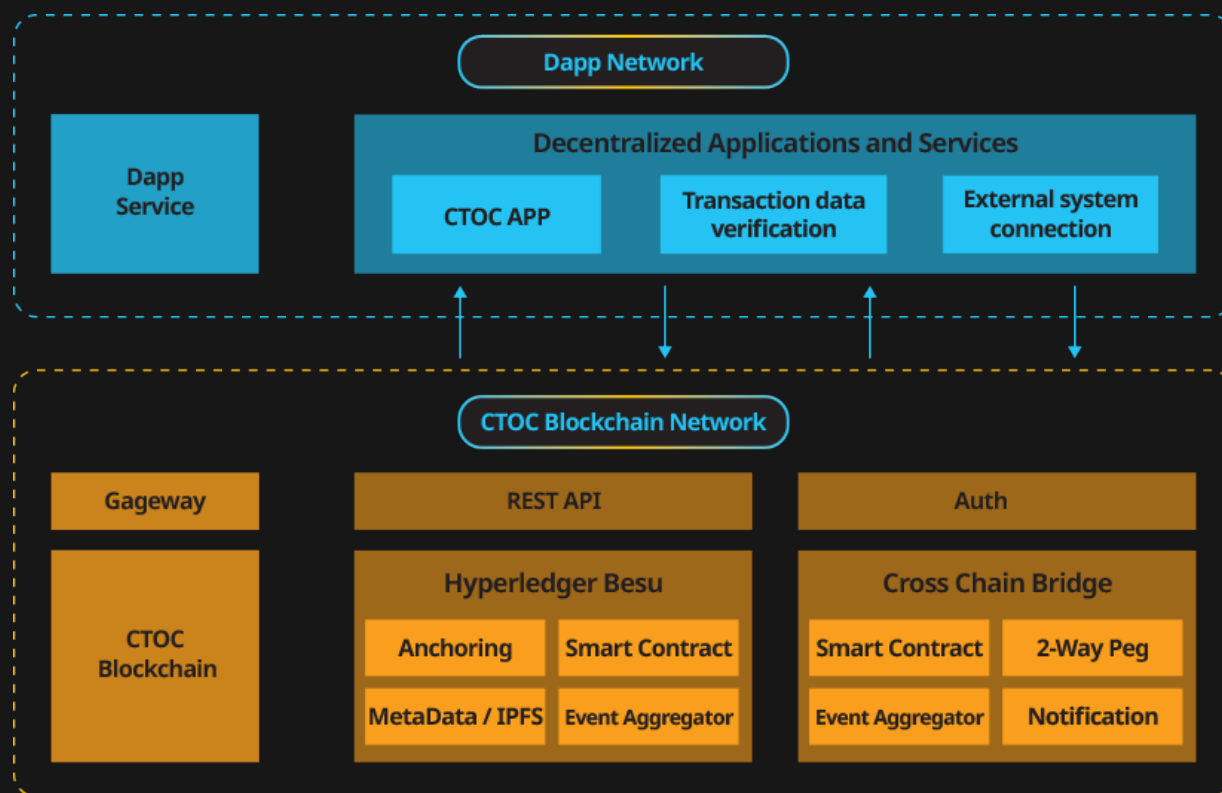 Dapp Network
Dapp
Service
Decentralized Applications and Services
CTOC APP
Transaction data
verification
External system
connection
CTOC Blockchain Network
Gageway
REST API
Auth
CTOC
Blockchain
Hyperledger Besu
Anchoring
Smart Contract
MetaData / IPFS
Event Aggregator
Cross Chain Bridge
Smart Contract
2-Way Peg
Event Aggregator
Notification